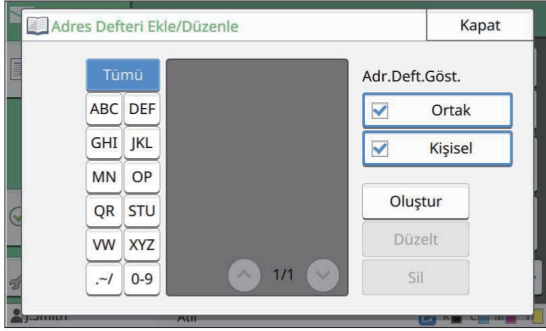 Adres Defteri Ekle/Düzenle
Kapat
Tümü
ABC DEF
GHI JKL
MN OP
QR STU
VW XYZ
.~/ 0-9
1/1
Adr.Deft.Göst.
Ortak
Kişisel
Oluştur
Düzelt
Sil